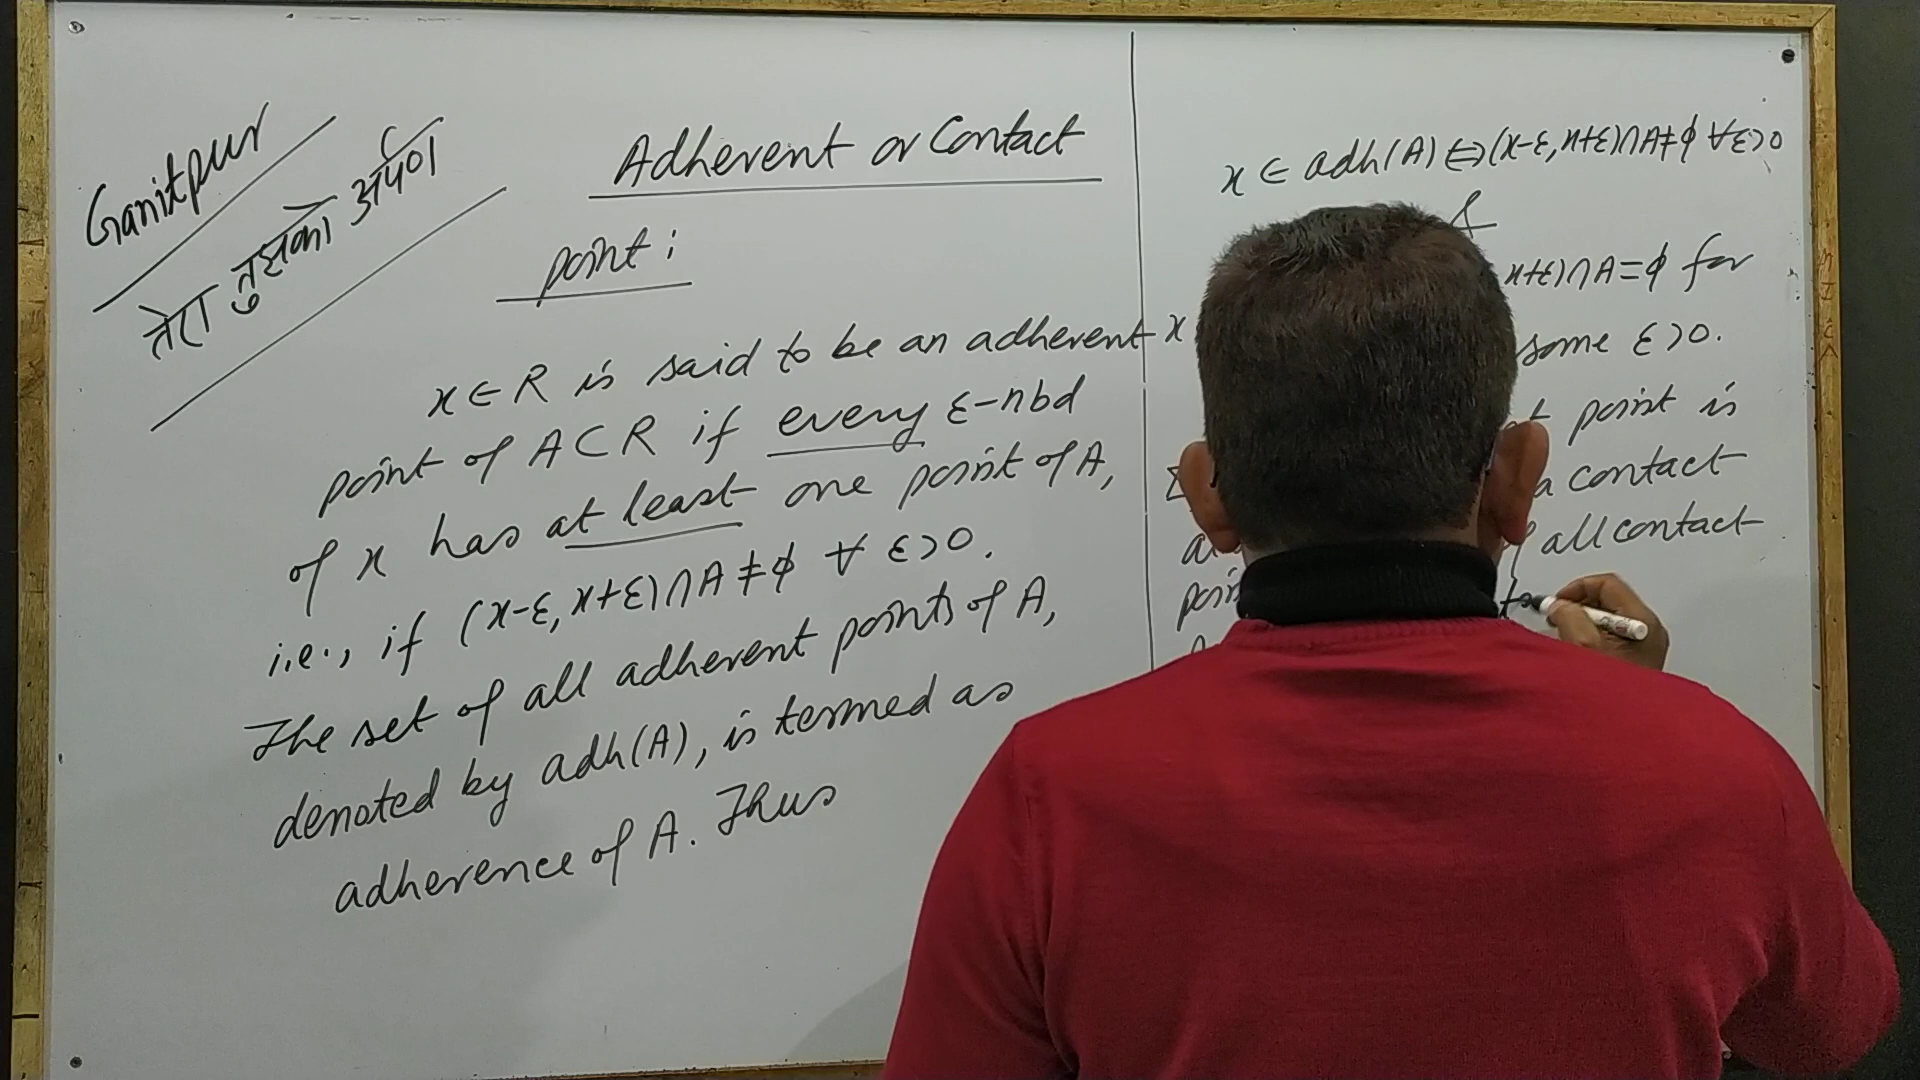 Ganitpur
तेरा तुझको अर्पण
Adherent or Contact
point :
x ∈ R is said to be an adherent
point of A ⊂ R if every ε-nbd
of x has at least one point of A,
i.e., if (x-ε, x+ε) ∩ A ≠ ϕ ∀ ε>0.
The set of all adherent points of A,
denoted by adh(A), is termed as
adherence of A. Thus
x ∈ adh(A) ⇔ (x-ε, x+ε) ∩ A ≠ ϕ ∀ ε>0
&
x x+ε) ∩ A = ϕ for
some ε>0.
point is
a contact
all contact